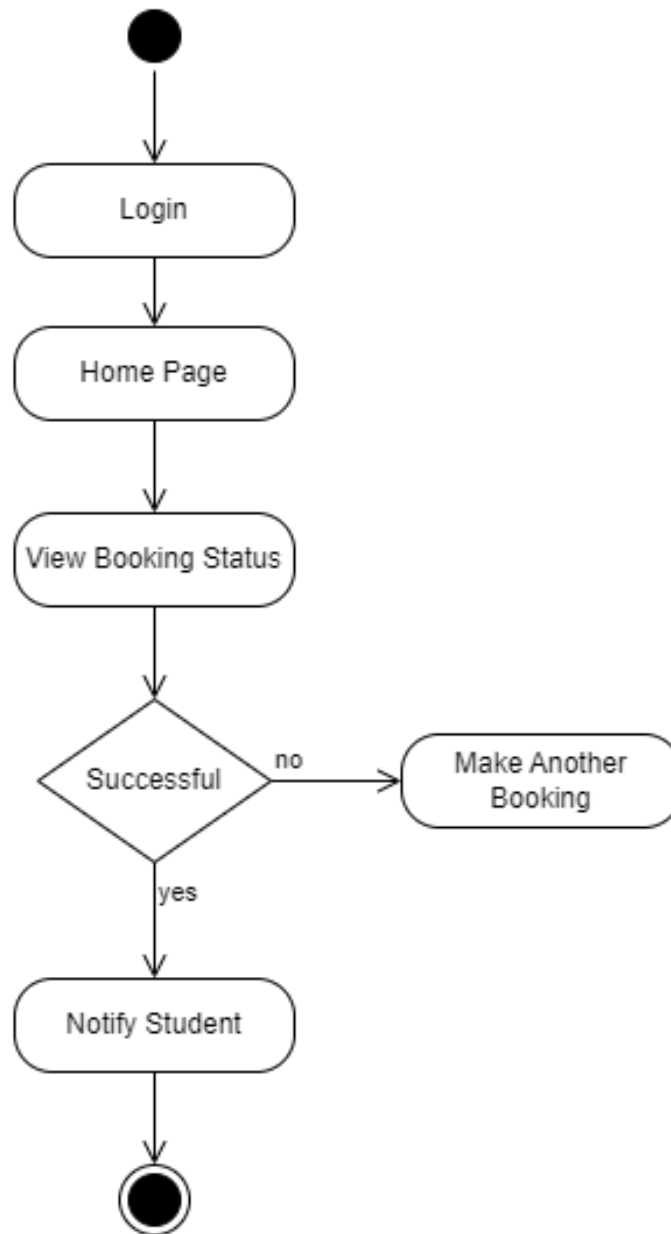 Login
Home Page
View Booking Status
Successful
no
Make Another
Booking
yes
Notify Student